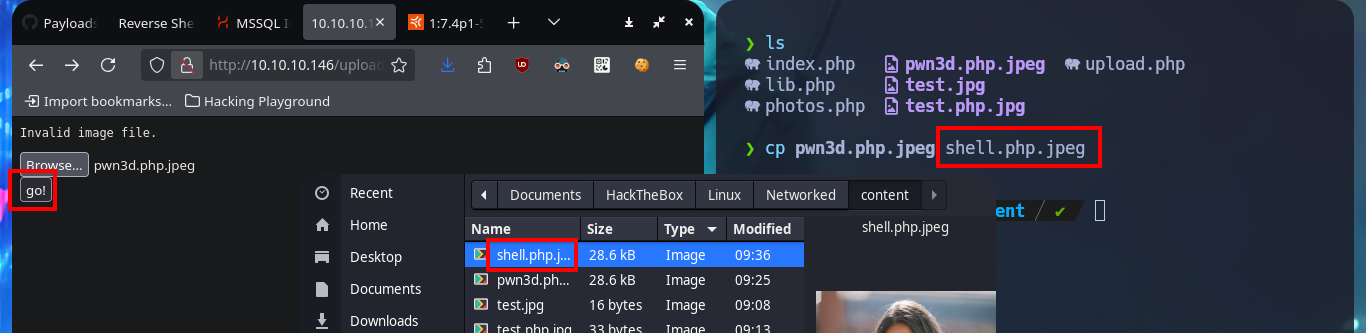 Payloads
Reverse She
MSSQL I
10.10.10.1
1:7.4p1-
http://10.10.10.146/uploa
Import bookmarks...
Hacking Playground
Invalid image file.
Browse... pwn3d.php.jpeg
go!
❯ ls
index.php pwn3d.php.jpeg upload.php
lib.php test.jpg
photos.php test.php.jpg
❯ cp pwn3d.php.jpeg shell.php.jpeg
ent / ✔
Recent
Home
Desktop
Documents
Downloads
Documents HackTheBox Linux Networked content
Name Size Type Modified
shell.php.j... 28.6 kB Image 09:36
pwn3d.ph... 28.6 kB Image 09:25
test.jpg 16 bytes Image 09:08
test.php.jpg 33 bytes Image 09:13
shell.php.jpeg